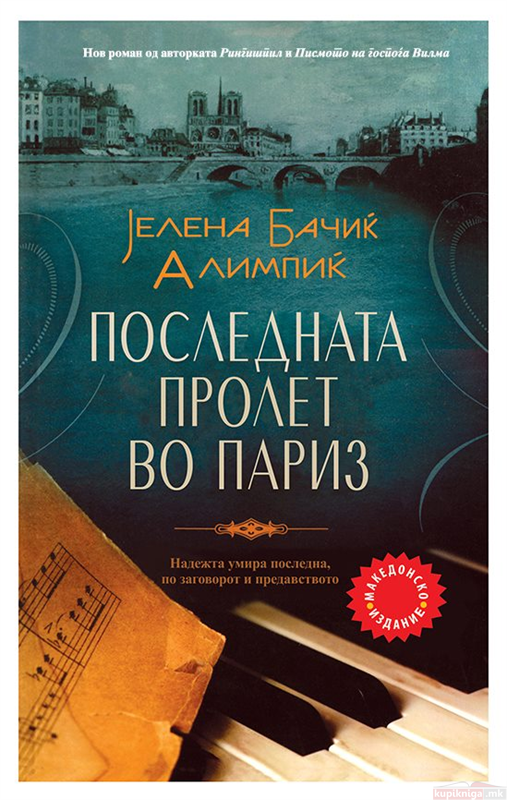 Нов роман од авторката Рингишпил и Писмото на госпоѓа Вилма
Јелена Бачиќ
Алимпиќ
ПОСЛЕДНАТА
ПРОЛЕТ
ВО ПАРИЗ
Надежта умира последна,
по заговорот и предавството
МАКЕДОНСКО
ИЗДАНИЕ
kupikniga.mk